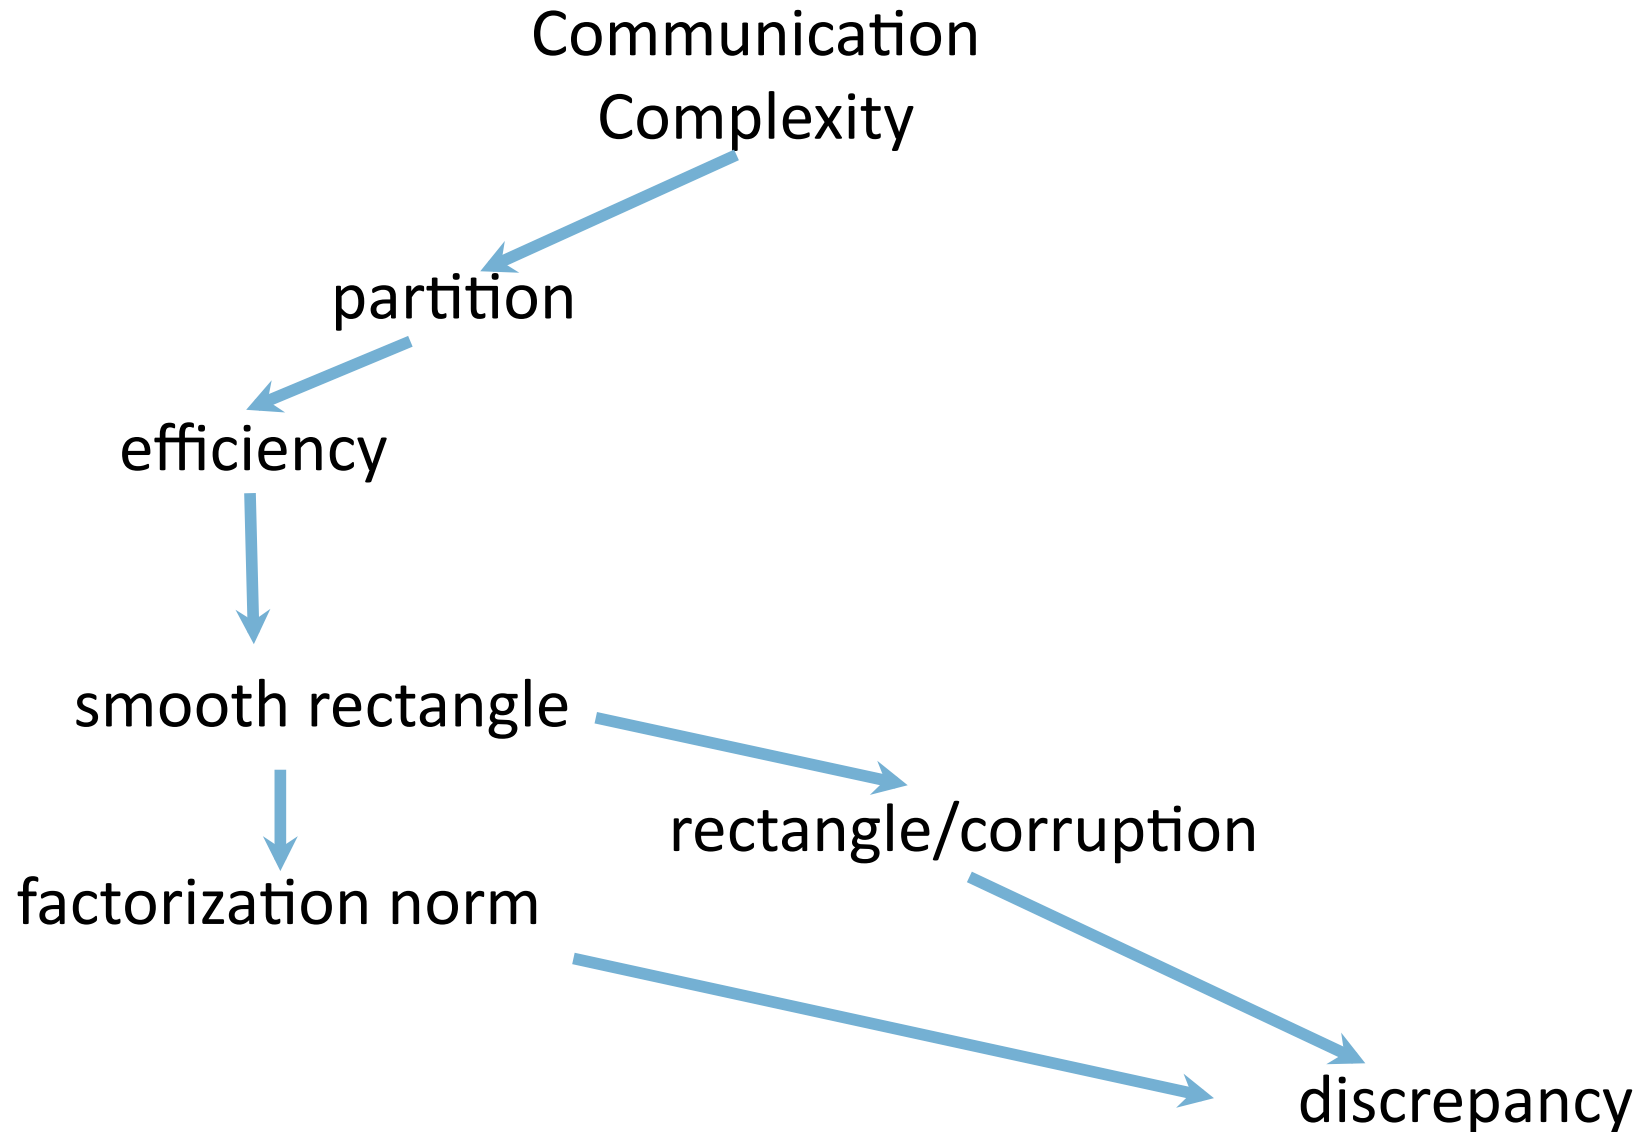 Communication
Complexity
partition
efficiency
smooth rectangle
rectangle/corruption
factorization norm
discrepancy